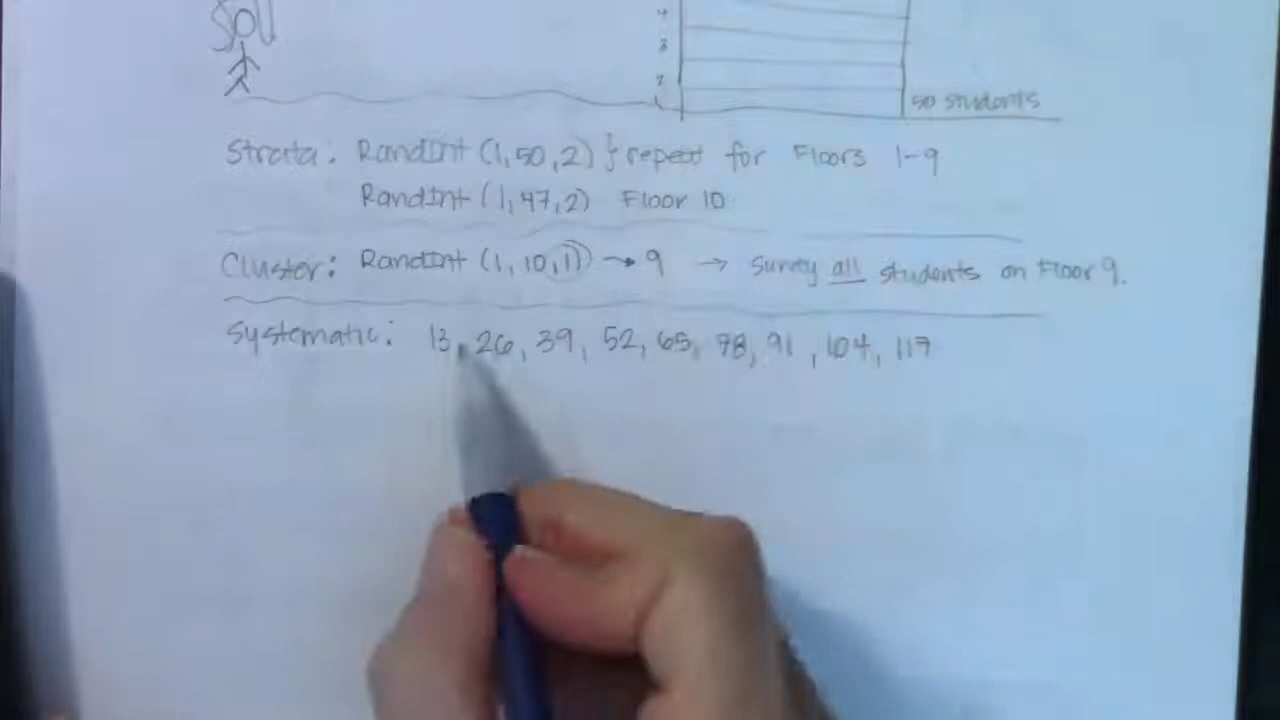 SOU
4
3
2
1
50 students
Strata: RandInt (1,50,2) } repeat for Floors 1-9
RandInt (1,47,2) Floor 10
Cluster: RandInt (1,10,1) → 9 → Survey all students on Floor 9.
Systematic: 13, 26, 39, 52, 65, 78, 91, 104, 117